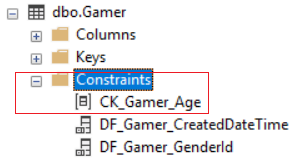 dbo.Gamer
Columns
Keys
Constraints
CK_Gamer_Age
DF_Gamer_CreatedDateTime
DF_Gamer_GenderId